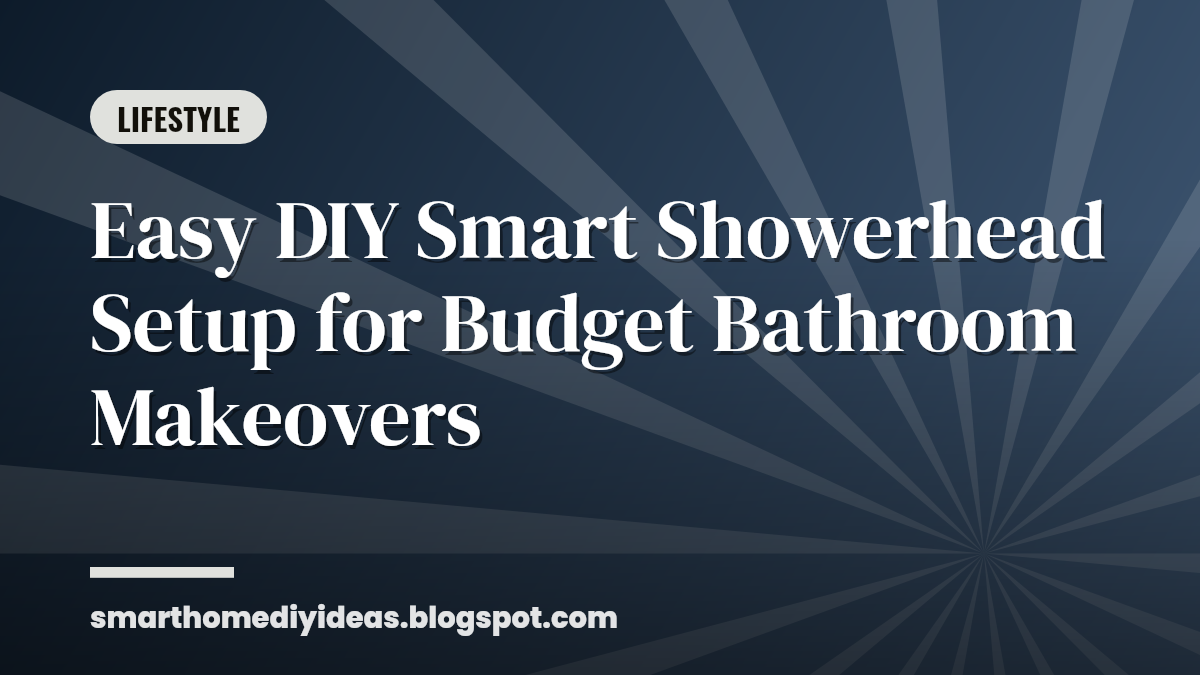 LIFESTYLE
Easy DIY Smart Showerhead
Setup for Budget Bathroom
Makeovers
smarthomediyideas.blogspot.com